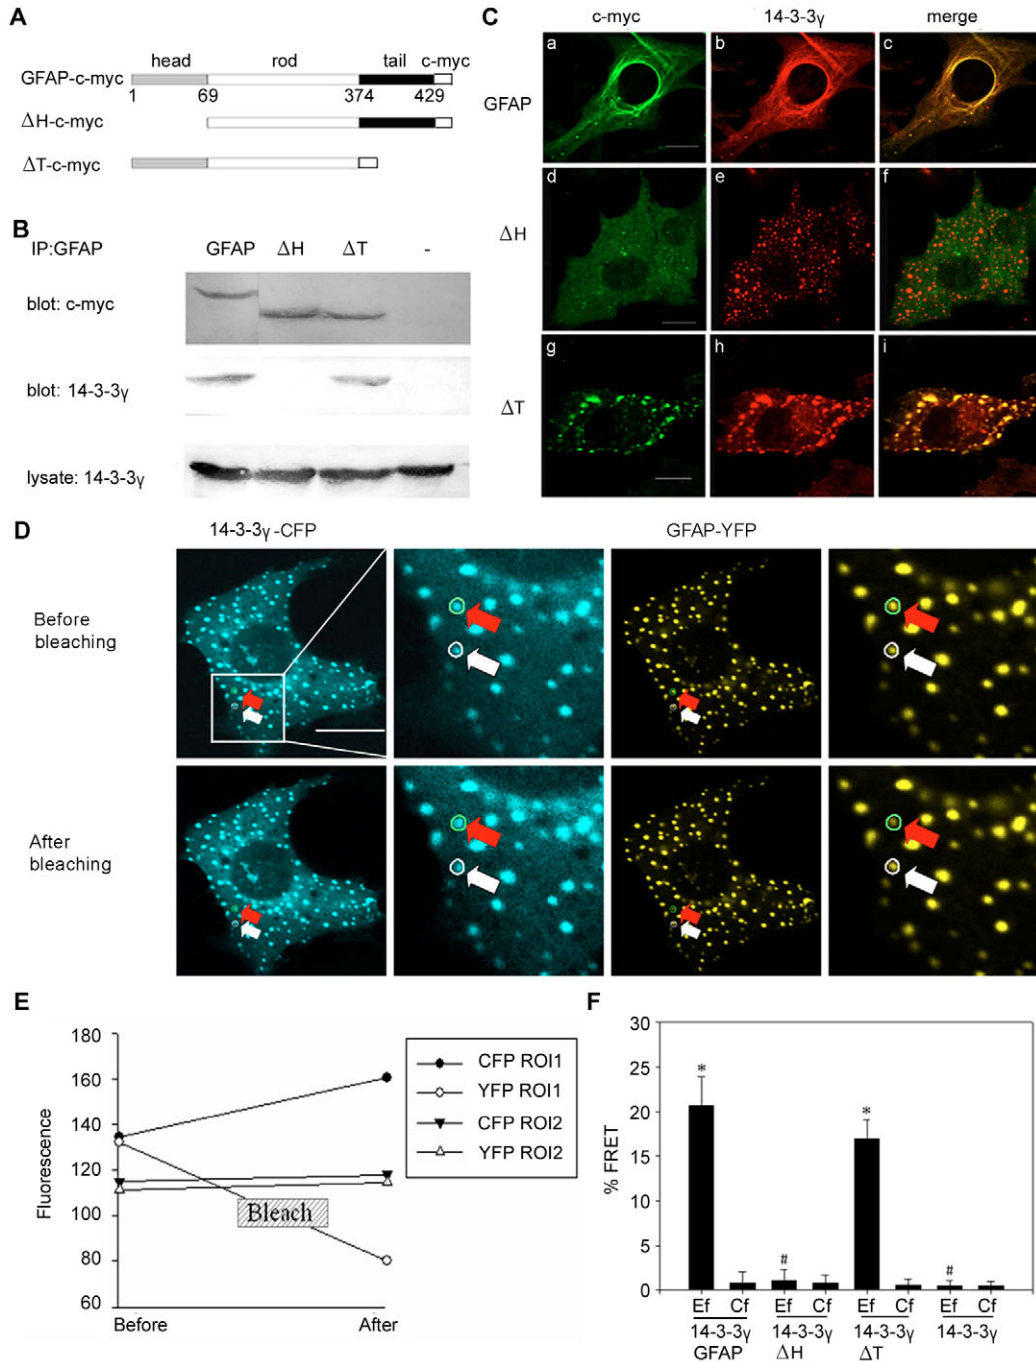 A
head rod tail c-myc
GFAP-c-myc
1 69 374 429
ΔH-c-myc
ΔT-c-myc
B
IP:GFAP GFAP ΔH ΔT -
blot: c-myc
blot: 14-3-3γ
lysate: 14-3-3γ
C
c-myc 14-3-3γ merge
GFAP a b c
ΔH d e f
ΔT g h i
D
14-3-3γ-CFP GFAP-YFP
Before
bleaching
After
bleaching
E
180
160
140
120
100
80
60
Fluorescence
Before After
Bleach
CFP ROI1
YFP ROI1
CFP ROI2
YFP ROI2
F
30
25
20
15
10
5
0
% FRET
* # * #
Ef Cf Ef Cf Ef Cf Ef Cf
14-3-3γ 14-3-3γ 14-3-3γ 14-3-3γ
GFAP ΔH ΔT